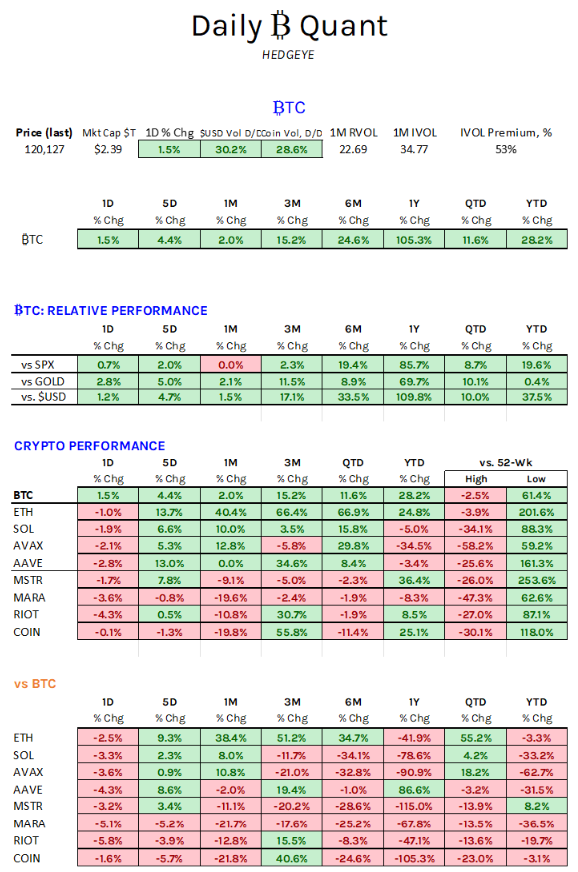 Daily ₿ Quant
HEDGEYE
₿TC
Price (last) Mkt Cap $T 1D % Chg $USD Vol D/D Coin Vol, D/D 1M RVOL 1M IVOL IVOL Premium, %
120,127 $2.39 1.5% 30.2% 28.6% 22.69 34.77 53%
1D 5D 1M 3M 6M 1Y QTD YTD
% Chg % Chg % Chg % Chg % Chg % Chg % Chg % Chg
₿TC 1.5% 4.4% 2.0% 15.2% 24.6% 105.3% 11.6% 28.2%
₿TC: RELATIVE PERFORMANCE
1D 5D 1M 3M 6M 1Y QTD YTD
% Chg % Chg % Chg % Chg % Chg % Chg % Chg % Chg
vs SPX 0.7% 2.0% 0.0% 2.3% 19.4% 85.7% 8.7% 19.6%
vs GOLD 2.8% 5.0% 2.1% 11.5% 8.9% 69.7% 10.1% 0.4%
vs. $USD 1.2% 4.7% 1.5% 17.1% 33.5% 109.8% 10.0% 37.5%
CRYPTO PERFORMANCE
1D 5D 1M 3M QTD YTD vs. 52-Wk
% Chg % Chg % Chg % Chg % Chg % Chg High Low
BTC 1.5% 4.4% 2.0% 15.2% 11.6% 28.2% -2.5% 61.4%
ETH -1.0% 13.7% 40.4% 66.4% 66.9% 24.8% -3.9% 201.6%
SOL -1.9% 6.6% 10.0% 3.5% 15.8% -5.0% -34.1% 88.3%
AVAX -2.1% 5.3% 12.8% -5.8% 29.8% -34.5% -58.2% 59.2%
AAVE -2.8% 13.0% 0.0% 34.6% 8.4% -3.4% -25.6% 161.3%
MSTR -1.7% 7.8% -9.1% -5.0% -2.3% 36.4% -26.0% 253.6%
MARA -3.6% -0.8% -19.6% -2.4% -1.9% -8.3% -47.3% 62.6%
RIOT -4.3% 0.5% -10.8% 30.7% -1.9% 8.5% -27.0% 87.1%
COIN -0.1% -1.3% -19.8% 55.8% -11.4% 25.1% -30.1% 118.0%
vs BTC
1D 5D 1M 3M 6M 1Y QTD YTD
% Chg % Chg % Chg % Chg % Chg % Chg % Chg % Chg
ETH -2.5% 9.3% 38.4% 51.2% 34.7% -41.9% 55.2% -3.3%
SOL -3.3% 2.3% 8.0% -11.7% -34.1% -78.6% 4.2% -33.2%
AVAX -3.6% 0.9% 10.8% -21.0% -32.8% -90.9% 18.2% -62.7%
AAVE -4.3% 8.6% -2.0% 19.4% -1.0% 86.6% -3.2% -31.5%
MSTR -3.2% 3.4% -11.1% -20.2% -28.6% -115.0% -13.9% 8.2%
MARA -5.1% -5.2% -21.7% -17.6% -25.2% -67.8% -13.5% -36.5%
RIOT -5.8% -3.9% -12.8% 15.5% -8.3% -47.1% -13.6% -19.7%
COIN -1.6% -5.7% -21.8% 40.6% -24.6% -105.3% -23.0% -3.1%